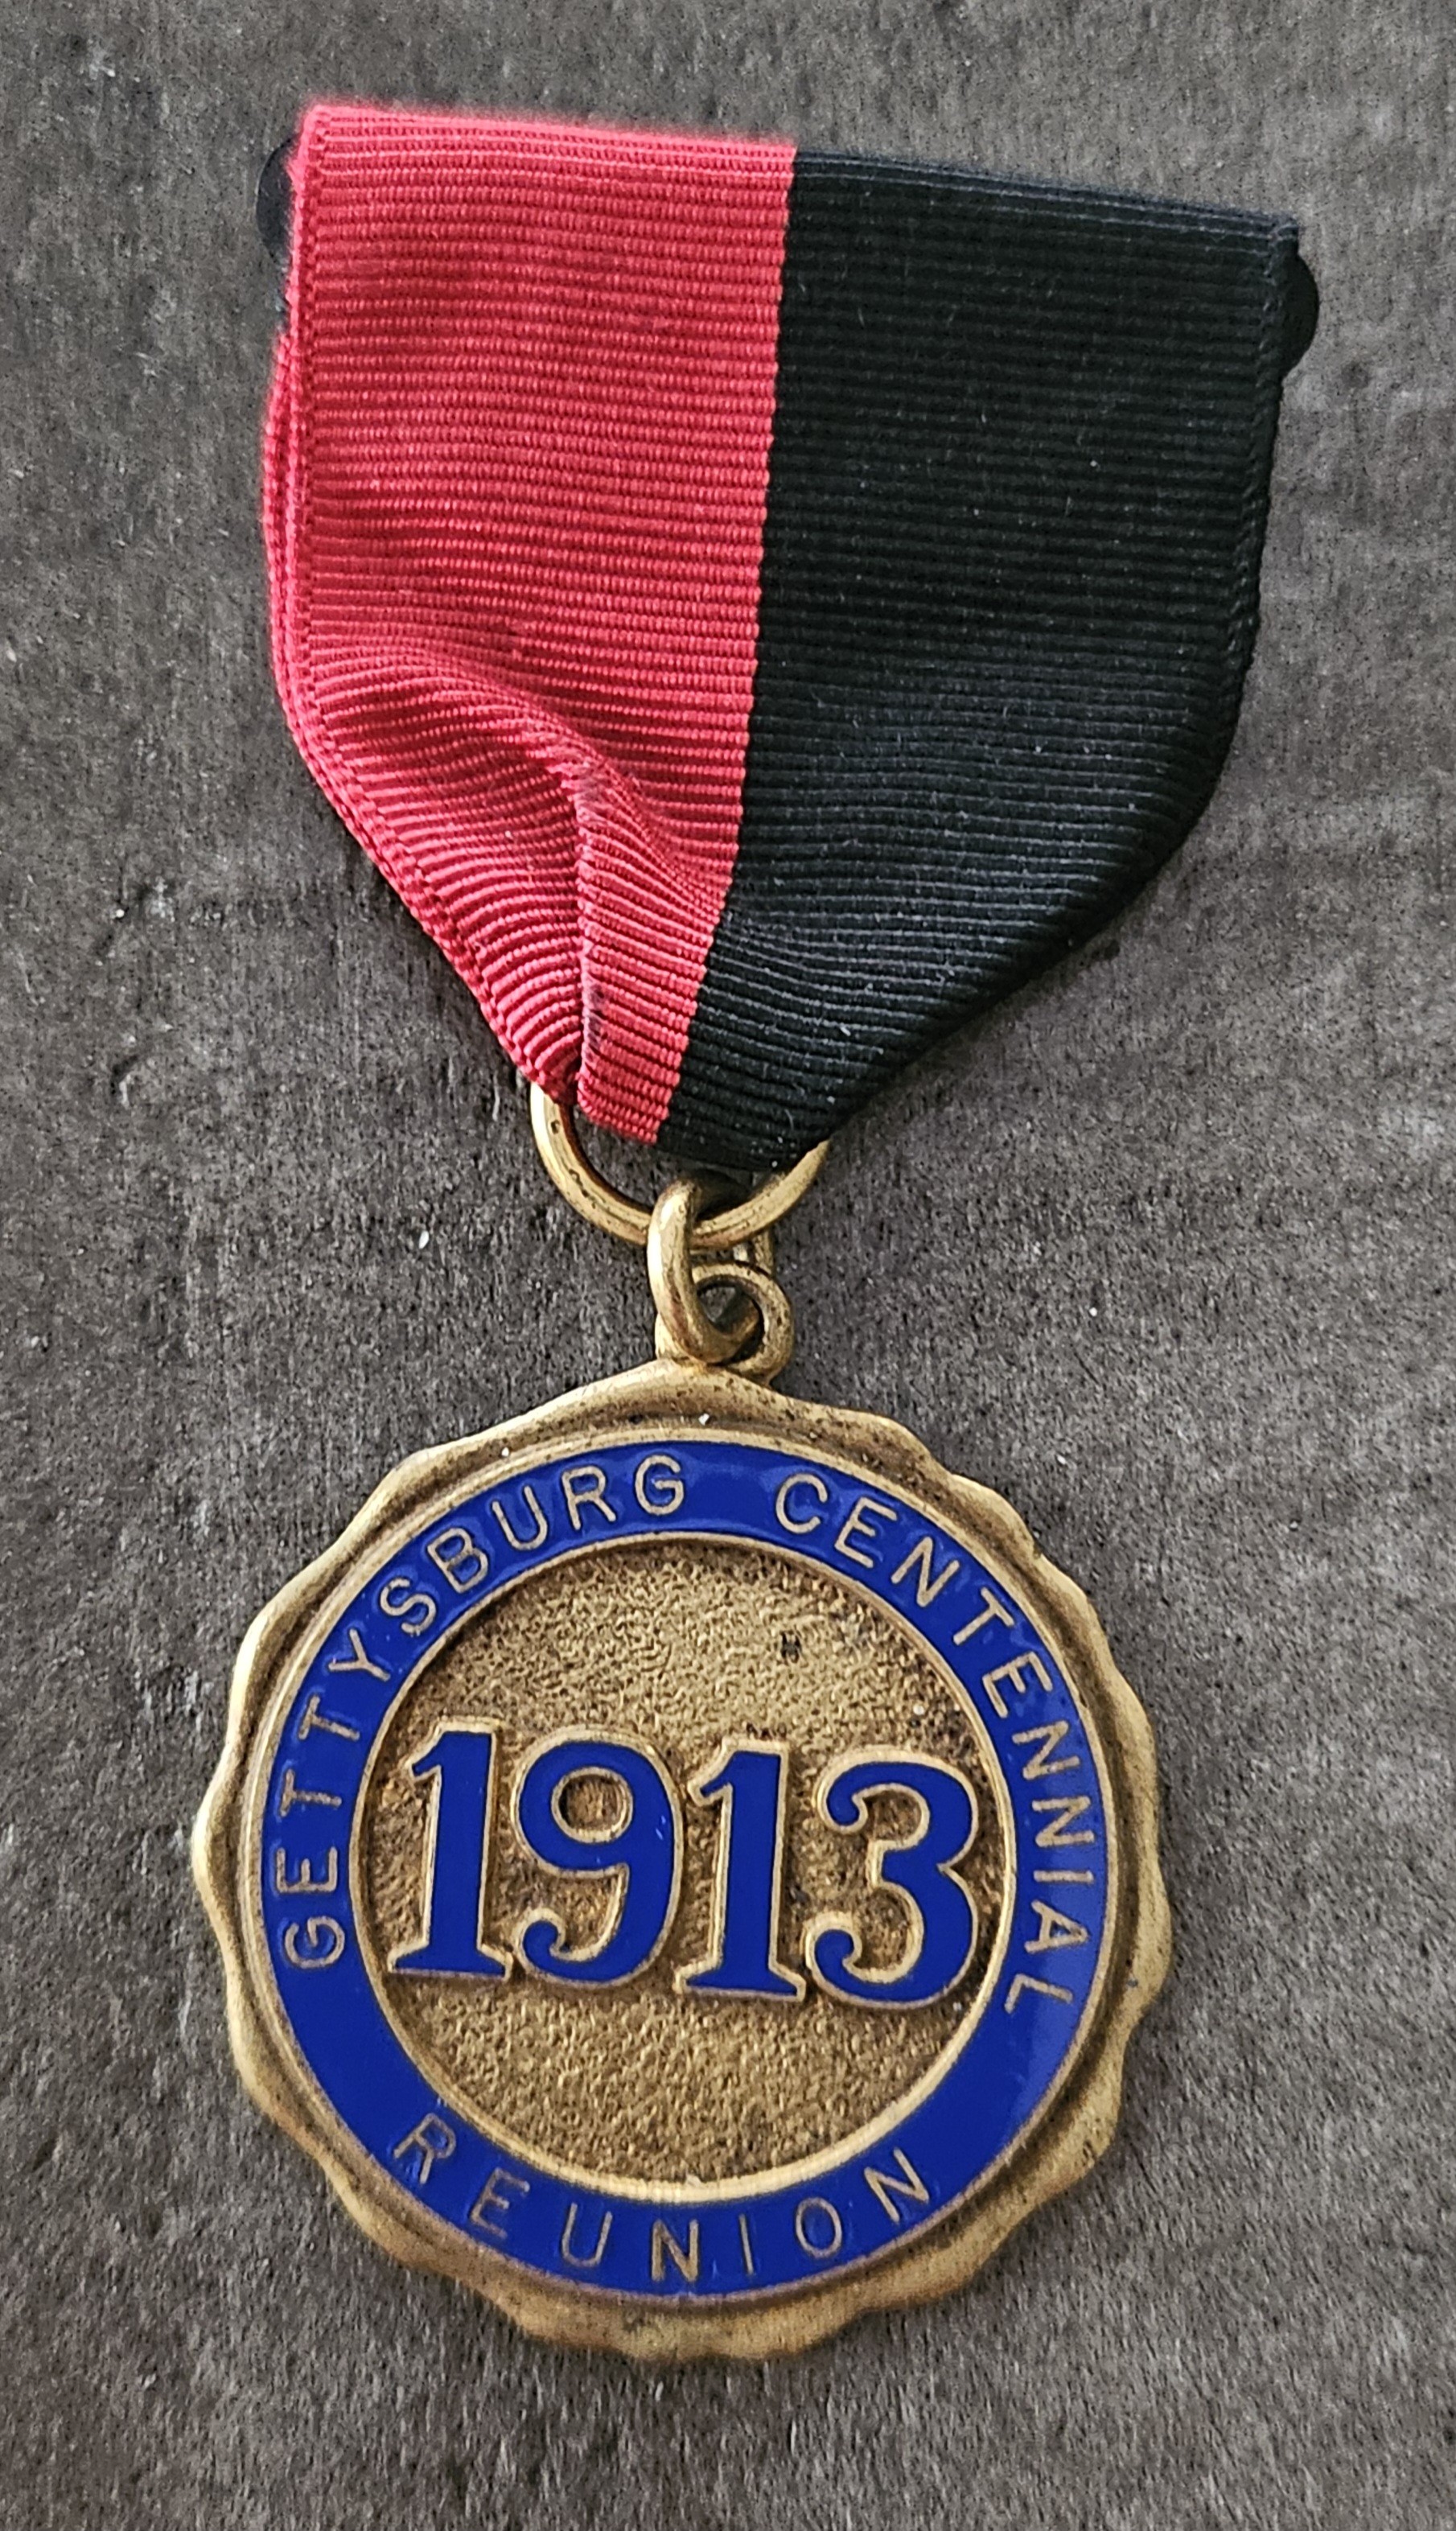 GETTYSBURG CENTENNIAL
1913
REUNION